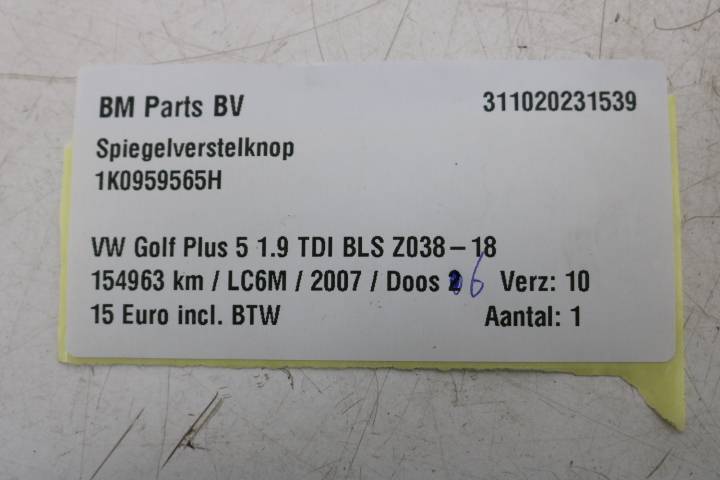 BM Parts BV 311020231539
Spiegelverstelknop
1K0959565H
VW Golf Plus 5 1.9 TDI BLS Z038-18
154963 km / LC6M / 2007 / Doos 6 Verz: 10
15 Euro incl. BTW Aantal: 1